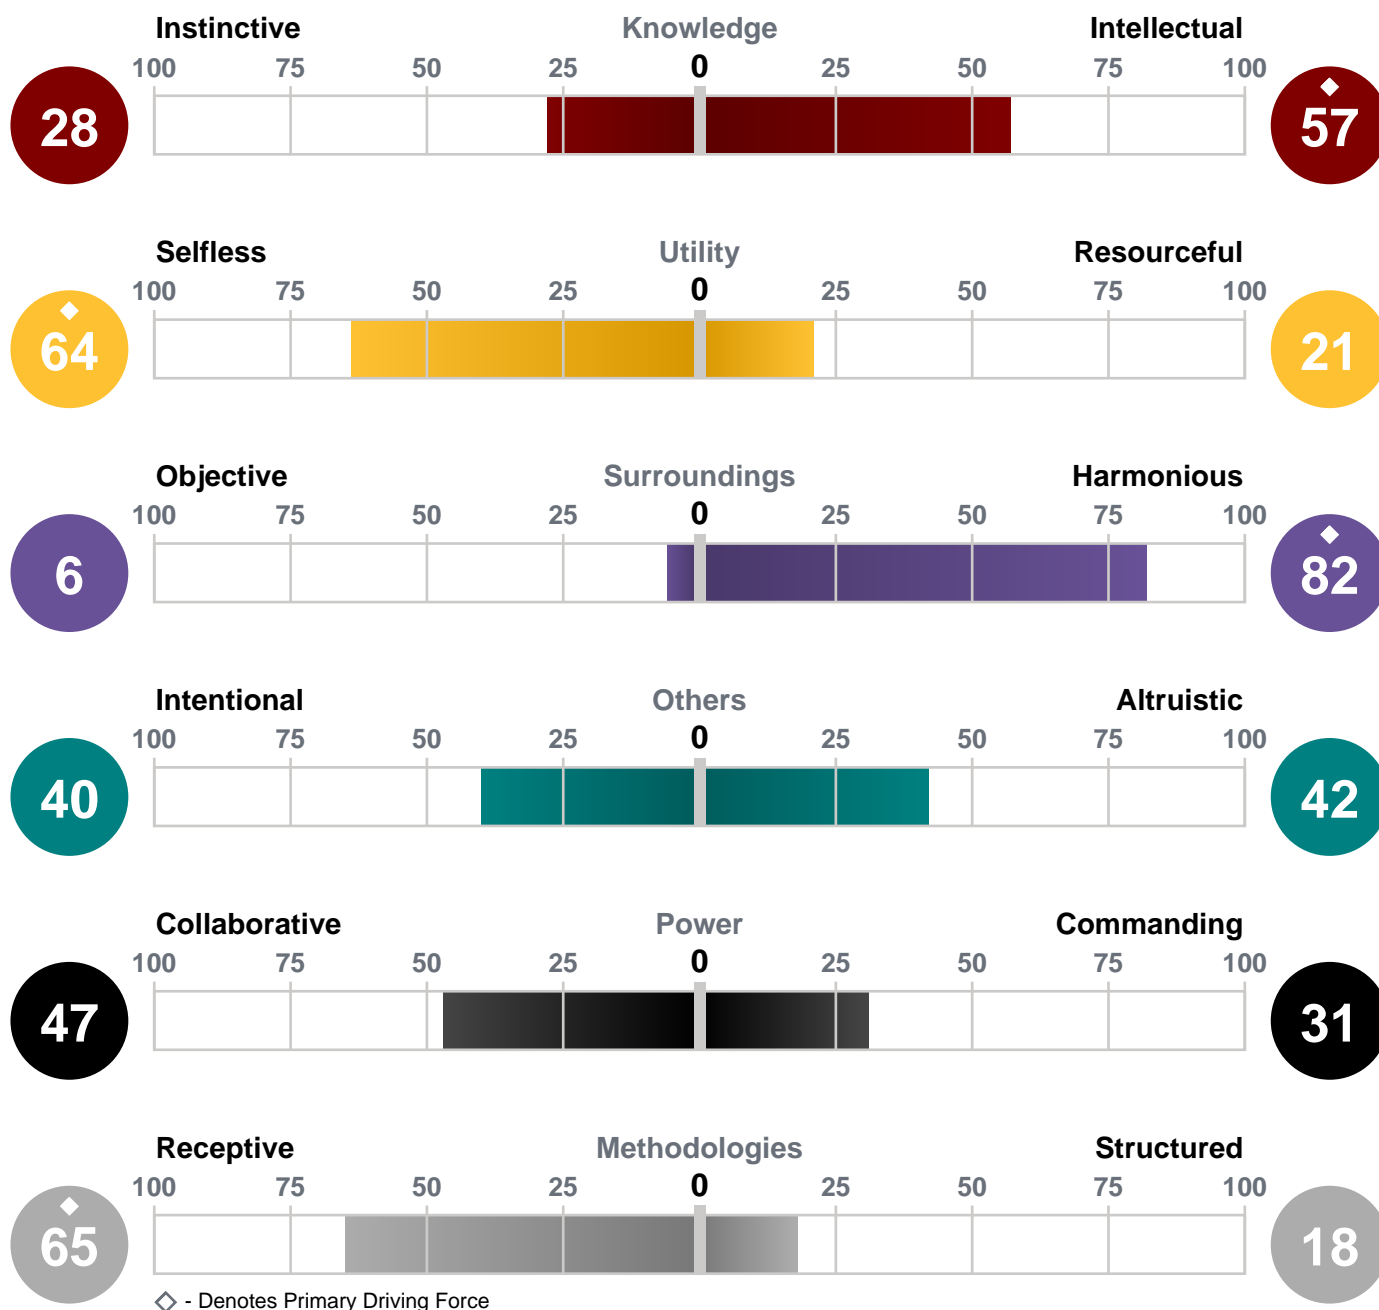 Instinctive Knowledge Intellectual
100 75 50 25 0 25 50 75 100
28 57
Selfless Utility Resourceful
100 75 50 25 0 25 50 75 100
64 21
Objective Surroundings Harmonious
100 75 50 25 0 25 50 75 100
6 82
Intentional Others Altruistic
100 75 50 25 0 25 50 75 100
40 42
Collaborative Power Commanding
100 75 50 25 0 25 50 75 100
47 31
Receptive Methodologies Structured
100 75 50 25 0 25 50 75 100
65 18
- Denotes Primary Driving Force